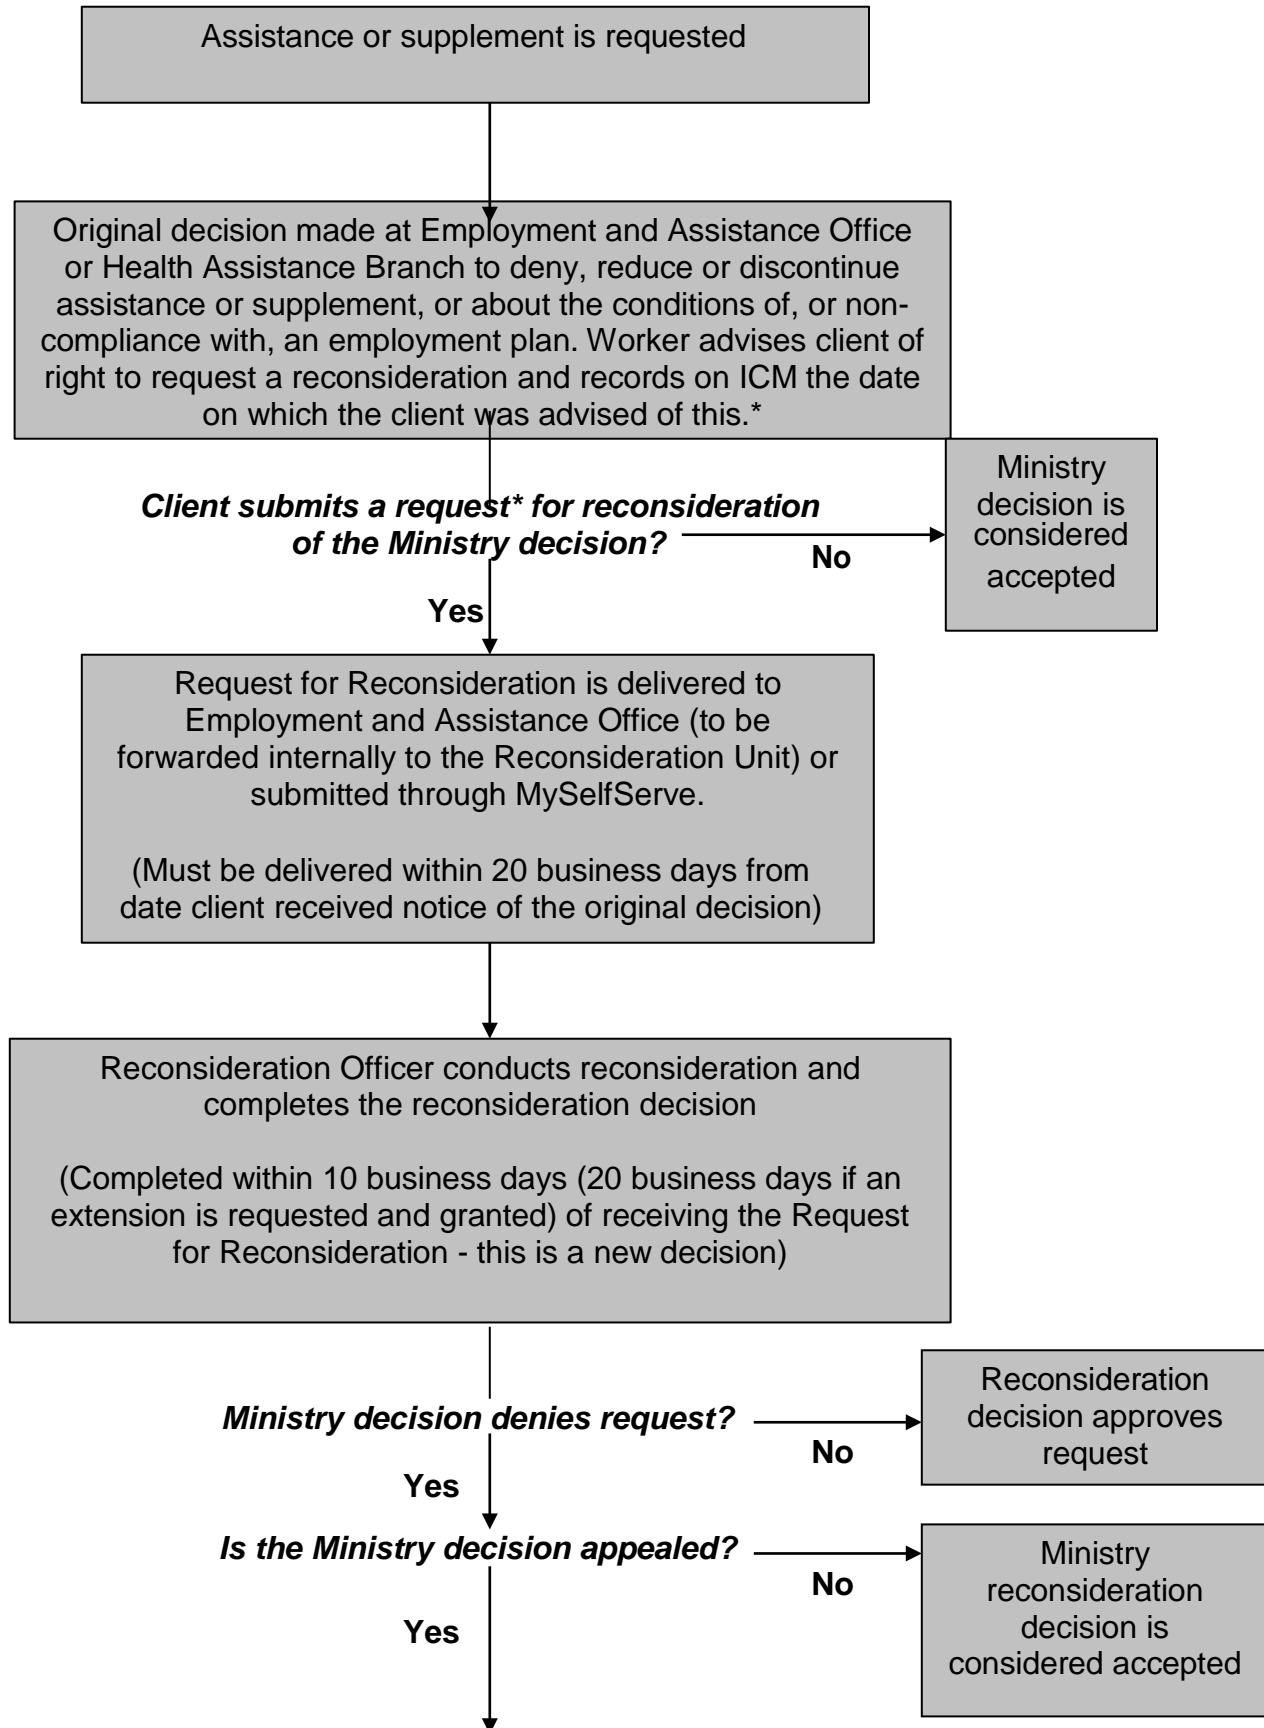 Assistance or supplement is requested
Original decision made at Employment and Assistance Office
or Health Assistance Branch to deny, reduce or discontinue
assistance or supplement, or about the conditions of, or non-
compliance with, an employment plan. Worker advises client of
right to request a reconsideration and records on ICM the date
on which the client was advised of this.*
Client submits a request* for reconsideration
of the Ministry decision?
No
Ministry
decision is
considered
accepted
Yes
Request for Reconsideration is delivered to
Employment and Assistance Office (to be
forwarded internally to the Reconsideration Unit) or
submitted through MySelfServe.
(Must be delivered within 20 business days from
date client received notice of the original decision)
Reconsideration Officer conducts reconsideration and
completes the reconsideration decision
(Completed within 10 business days (20 business days if an
extension is requested and granted) of receiving the Request
for Reconsideration - this is a new decision)
Ministry decision denies request?
No
Reconsideration
decision approves
request
Yes
Is the Ministry decision appealed?
No
Ministry
reconsideration
decision is
considered accepted
Yes